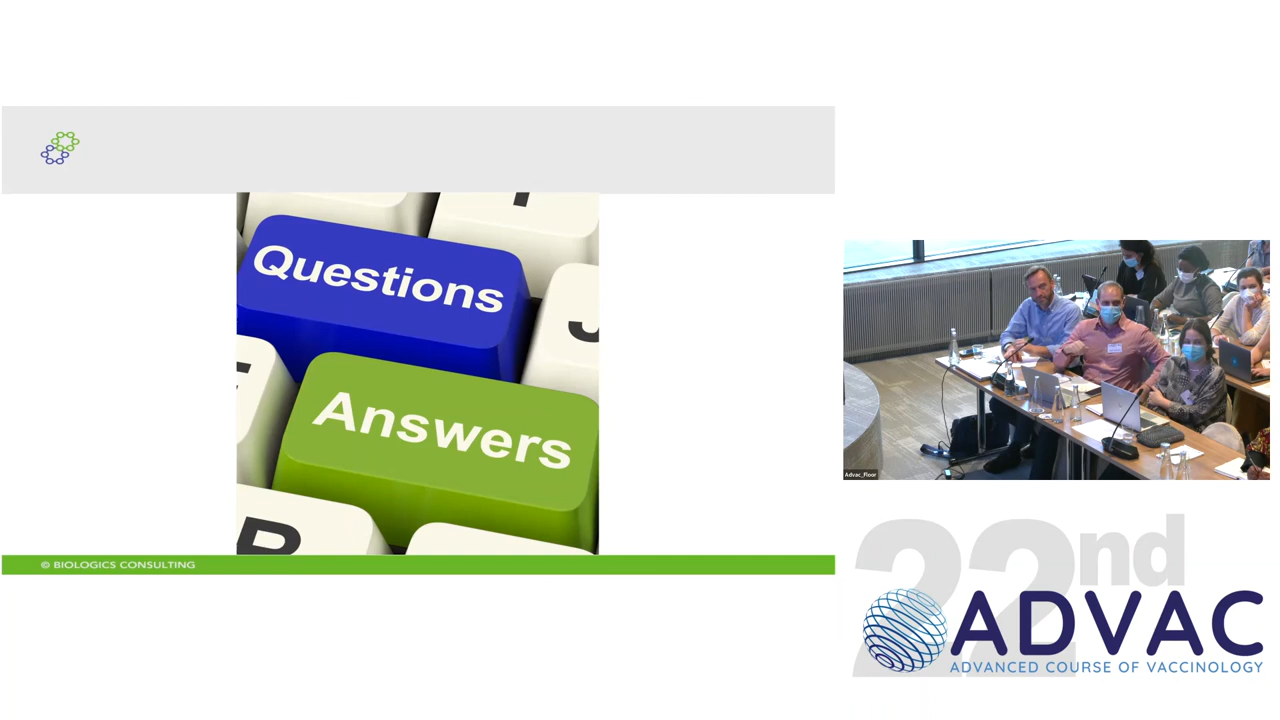 Questions
Answers
© BIOLOGICS CONSULTING
Advac_Floor
22nd
ADVAC
ADVANCED COURSE OF VACCINOLOGY